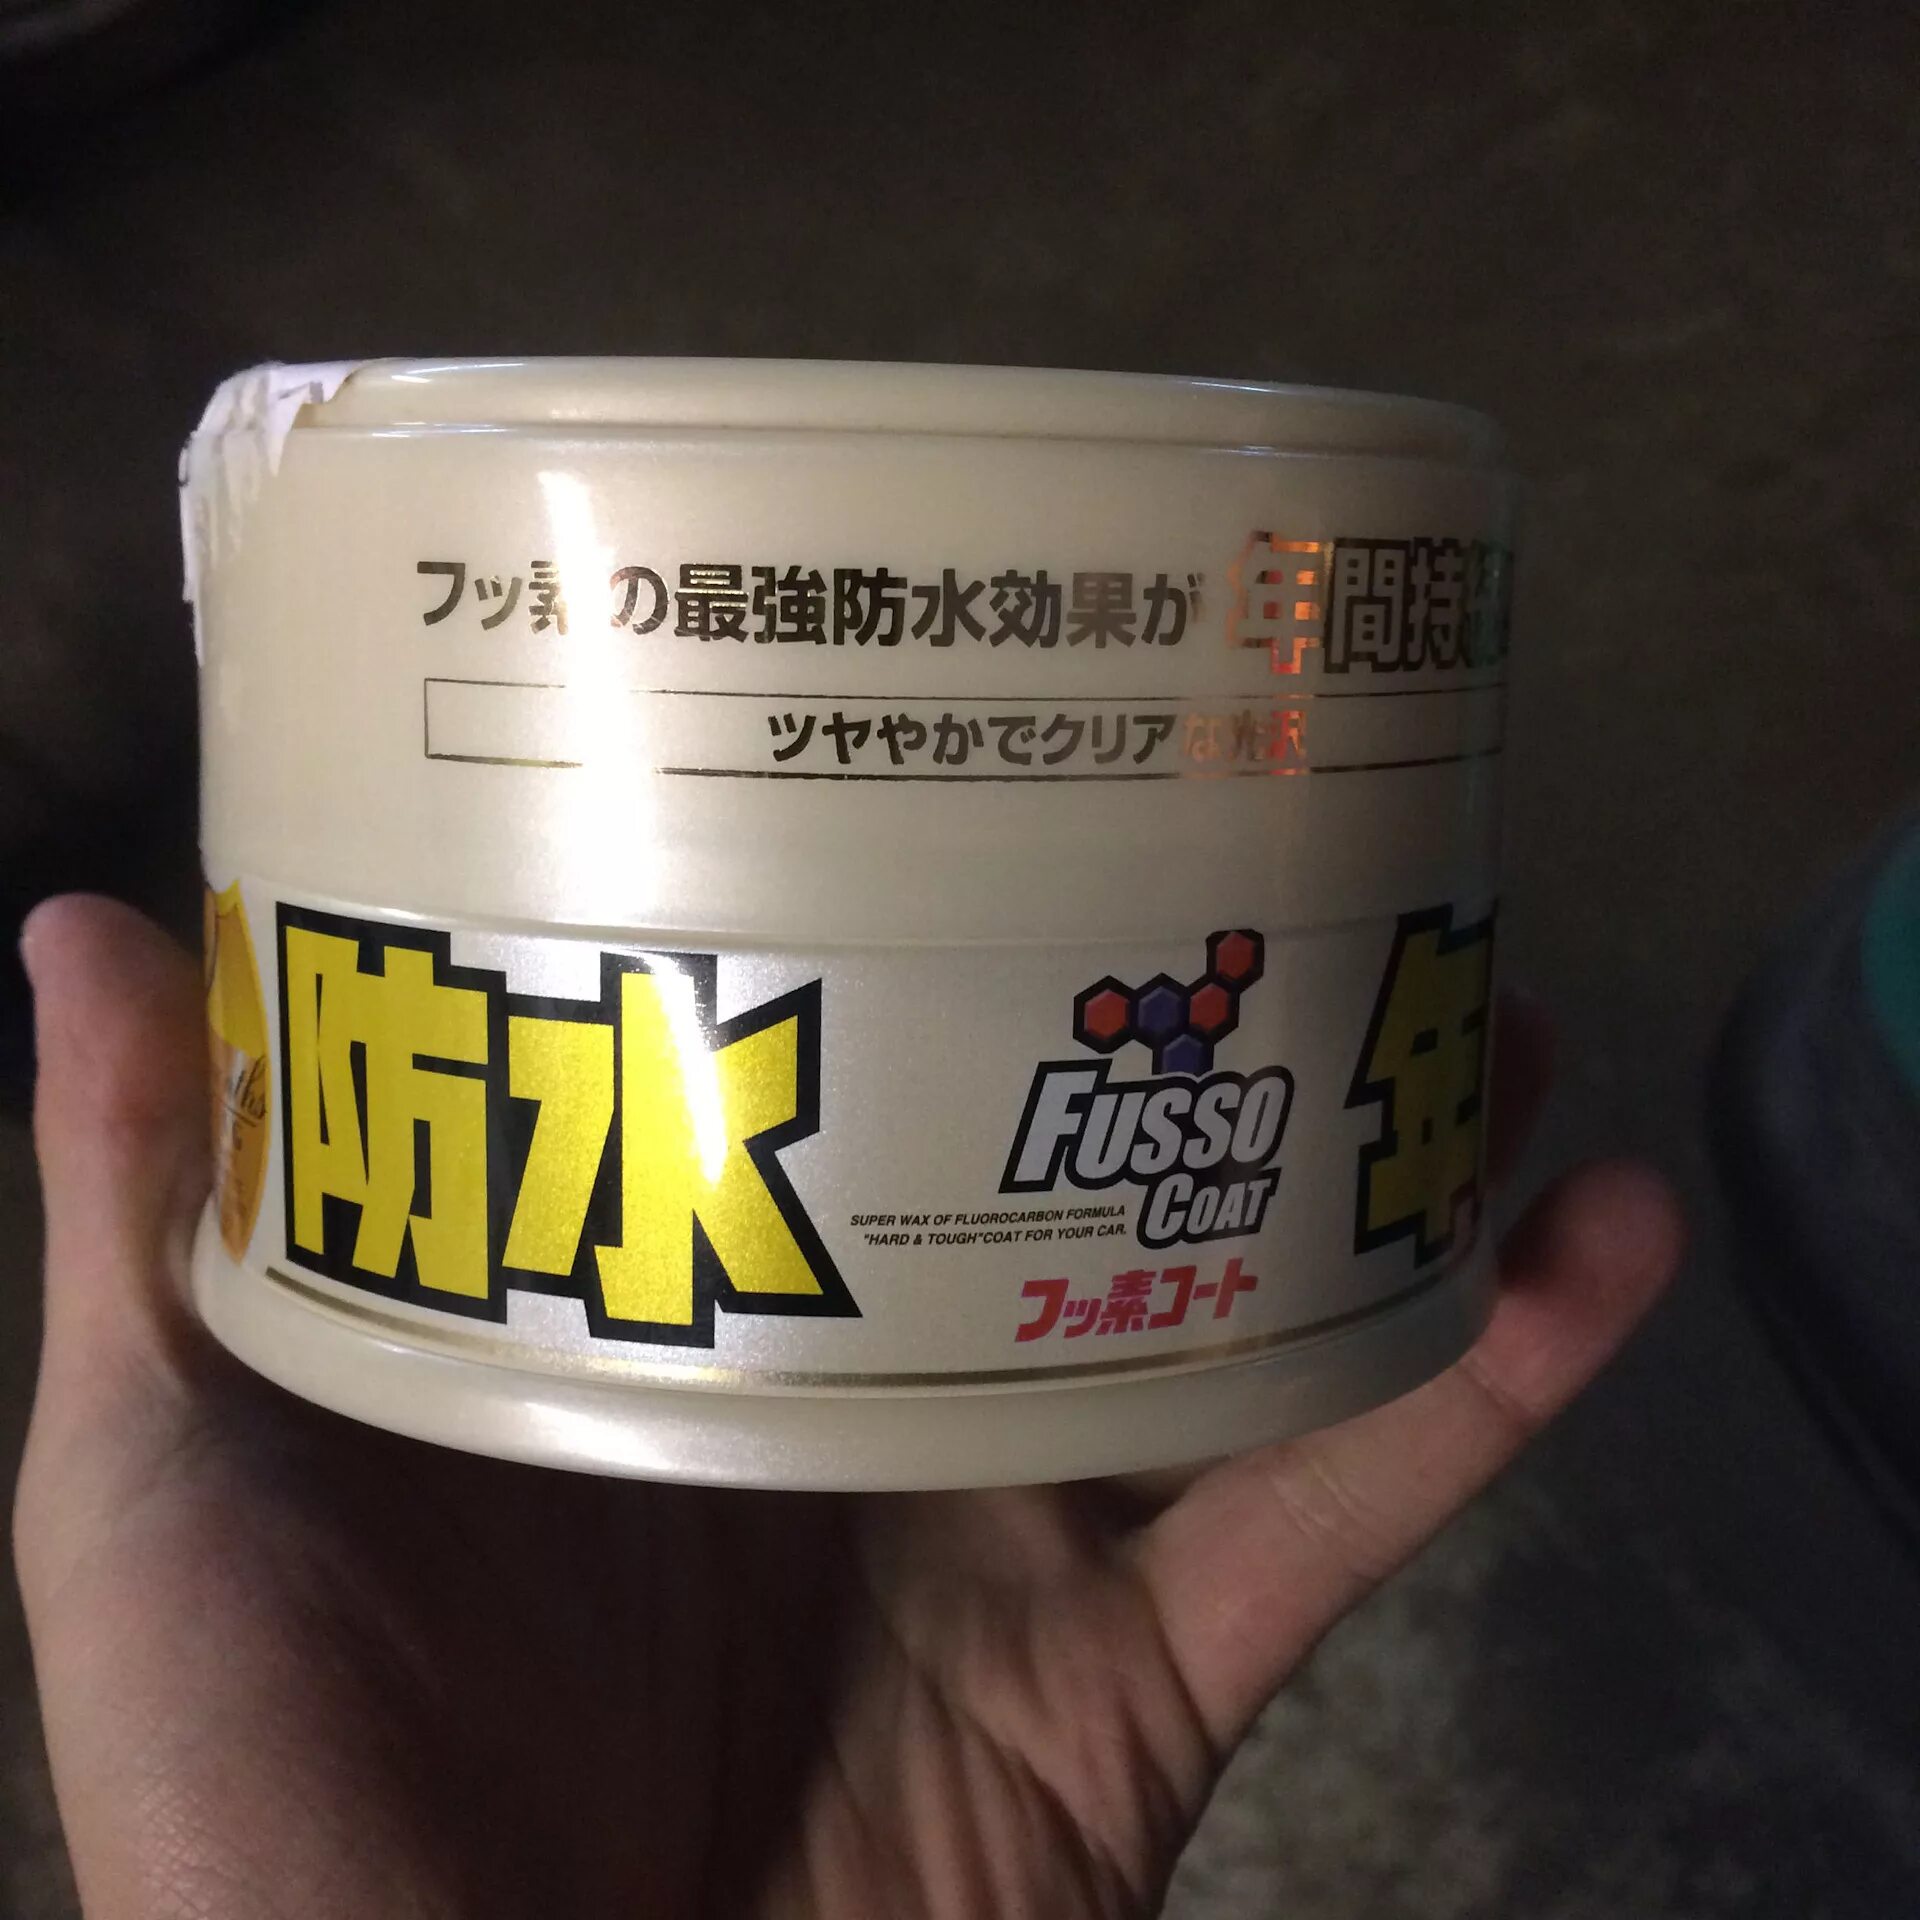 フッ素の最強防水効果が年間持続
ツヤやかでクリアな光沢
防水
FUSSO
COAT
SUPER WAX OF FLUOROCARBON FORMULA
"HARD & TOUGH"COAT FOR YOUR CAR.
フッ素コート
年